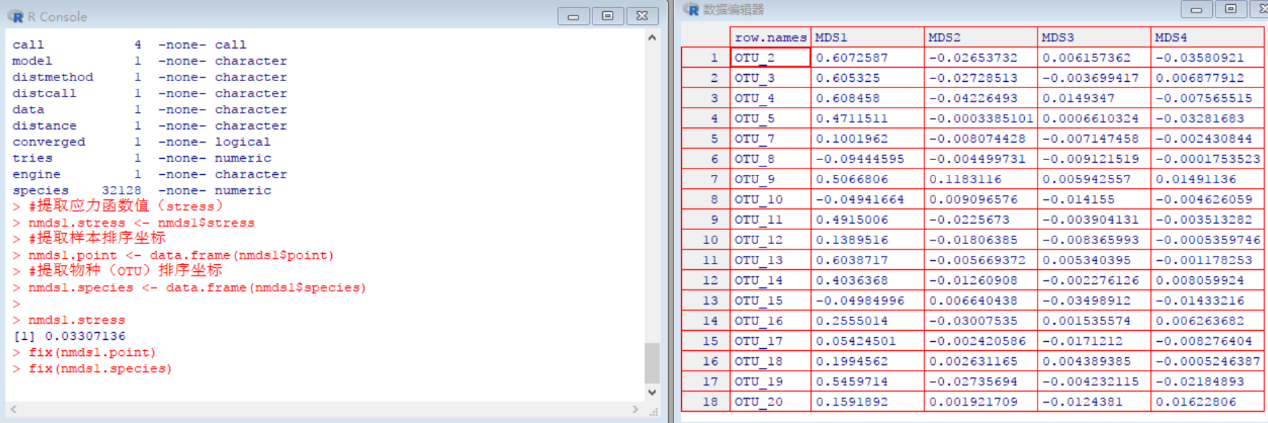 R Console
call 4 -none- call
model 1 -none- character
distmethod 1 -none- character
distcall 1 -none- character
data 1 -none- character
distance 1 -none- character
converged 1 -none- logical
tries 1 -none- numeric
engine 1 -none- character
species 32128 -none- numeric
> #提取应力函数值（stress）
> nmds1.stress <- nmds1$stress
> #提取样本排序坐标
> nmds1.point <- data.frame(nmds1$point)
> #提取物种（OTU）排序坐标
> nmds1.species <- data.frame(nmds1$species)
>
> nmds1.stress
[1] 0.03307136
> fix(nmds1.point)
> fix(nmds1.species)
数据编辑器
row.names MDS1 MDS2 MDS3 MDS4
1 OTU_2 0.6072587 -0.02653732 0.006157362 -0.03580921
2 OTU_3 0.605325 -0.02728513 -0.003699417 0.006877912
3 OTU_4 0.608458 -0.04226493 0.0149347 -0.007565515
4 OTU_5 0.4711511 -0.0003385101 0.0006610324 -0.03281683
5 OTU_7 0.1001962 -0.008074428 -0.007147458 -0.002430844
6 OTU_8 -0.09444595 -0.004499731 -0.009121519 -0.0001753523
7 OTU_9 0.5066806 0.1183116 0.005942557 0.01491136
8 OTU_10 -0.04941664 0.009096576 -0.014155 -0.004626059
9 OTU_11 0.4915006 -0.0225673 -0.003904131 -0.003513282
10 OTU_12 0.1389516 -0.01806385 -0.008365993 -0.0005359746
11 OTU_13 0.6038717 -0.005669372 0.005340395 -0.001178253
12 OTU_14 0.4036368 -0.01260908 -0.002276126 0.008059924
13 OTU_15 -0.04984996 0.006640438 -0.03498912 -0.01433216
14 OTU_16 0.2555014 -0.03007535 0.001535574 0.006263682
15 OTU_17 0.05424501 -0.002420586 -0.0171212 -0.008276404
16 OTU_18 0.1994562 0.002631165 0.004389385 -0.0005246387
17 OTU_19 0.5459714 -0.02735694 -0.004232115 -0.02184893
18 OTU_20 0.1591892 0.001921709 -0.0124381 0.01622806